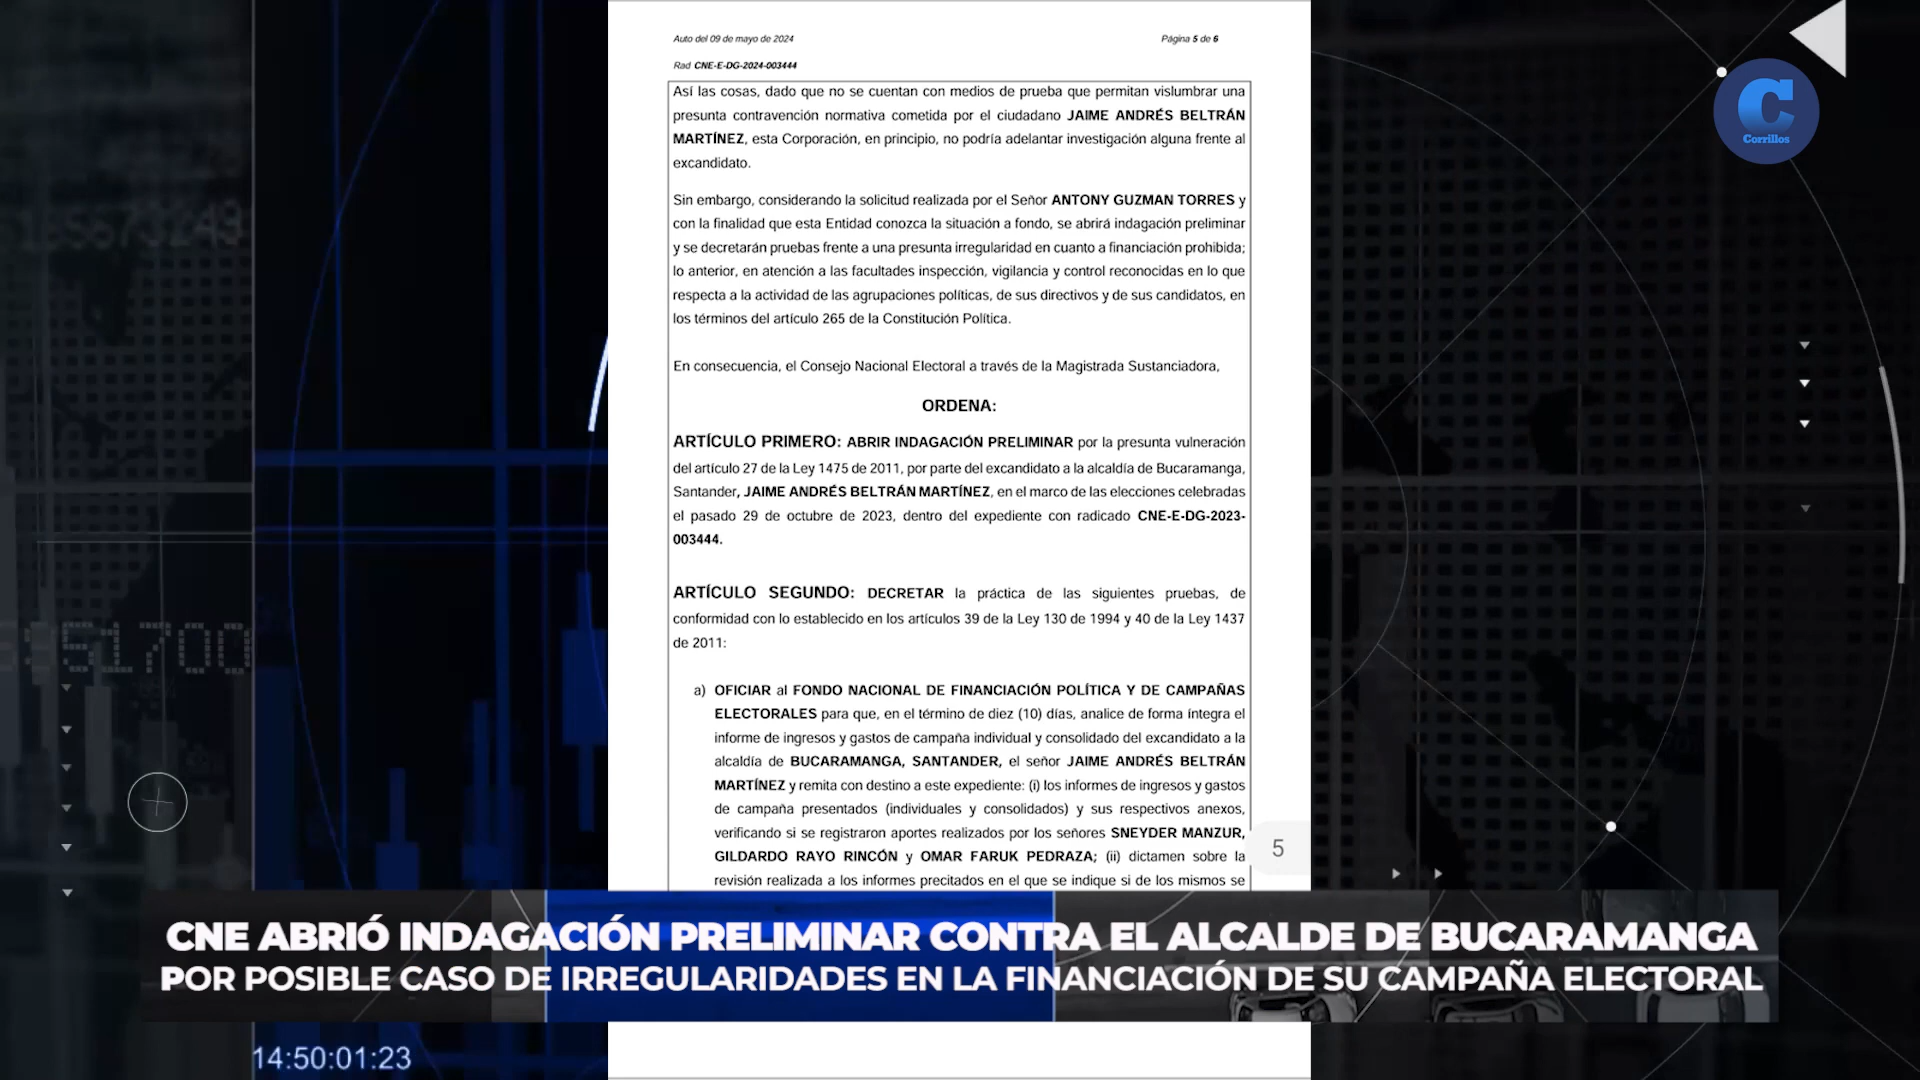 Auto del 09 de mayo de 2024
Página 5 de 6
Rad CNE-E-DG-2024-003444
Así las cosas, dado que no se cuentan con medios de prueba que permitan vislumbrar una
presunta contravención normativa cometida por el ciudadano JAIME ANDRÉS BELTRÁN
MARTÍNEZ, esta Corporación, en principio, no podría adelantar investigación alguna frente al
excandidato.
Sin embargo, considerando la solicitud realizada por el Señor ANTONY GUZMAN TORRES y
con la finalidad que esta Entidad conozca la situación a fondo, se abrirá indagación preliminar
y se decretarán pruebas frente a una presunta irregularidad en cuanto a financiación prohibida;
lo anterior, en atención a las facultades inspección, vigilancia y control reconocidas en lo que
respecta a la actividad de las agrupaciones políticas, de sus directivos y de sus candidatos, en
los términos del artículo 265 de la Constitución Política.
En consecuencia, el Consejo Nacional Electoral a través de la Magistrada Sustanciadora,
ORDENA:
ARTÍCULO PRIMERO: ABRIR INDAGACIÓN PRELIMINAR por la presunta vulneración
del artículo 27 de la Ley 1475 de 2011, por parte del excandidato a la alcaldía de Bucaramanga,
Santander, JAIME ANDRÉS BELTRÁN MARTÍNEZ, en el marco de las elecciones celebradas
el pasado 29 de octubre de 2023, dentro del expediente con radicado CNE-E-DG-2023-
003444.
ARTÍCULO SEGUNDO: DECRETAR la práctica de las siguientes pruebas, de
conformidad con lo establecido en los artículos 39 de la Ley 130 de 1994 y 40 de la Ley 1437
de 2011:
a) OFICIAR al FONDO NACIONAL DE FINANCIACIÓN POLÍTICA Y DE CAMPAÑAS
ELECTORALES para que, en el término de diez (10) días, analice de forma íntegra el
informe de ingresos y gastos de campaña individual y consolidado del excandidato a la
alcaldía de BUCARAMANGA, SANTANDER, el señor JAIME ANDRÉS BELTRÁN
MARTÍNEZ y remita con destino a este expediente: (i) los informes de ingresos y gastos
de campaña presentados (individuales y consolidados) y sus respectivos anexos,
verificando si se registraron aportes realizados por los señores SNEYDER MANZUR,
GILDARDO RAYO RINCÓN y OMAR FARUK PEDRAZA; (ii) dictamen sobre la
revisión realizada a los informes precitados en el que se indique si de los mismos se
5
C
Corrillos
CNE ABRIÓ INDAGACIÓN PRELIMINAR CONTRA EL ALCALDE DE BUCARAMANGA
POR POSIBLE CASO DE IRREGULARIDADES EN LA FINANCIACIÓN DE SU CAMPAÑA ELECTORAL
14:50:01:23